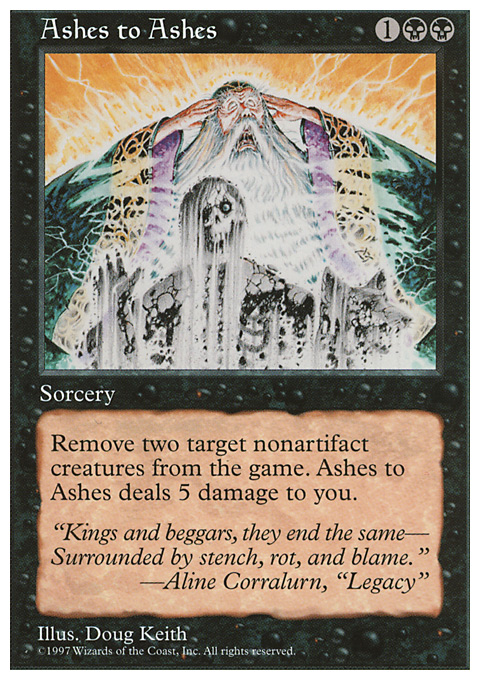 Ashes to Ashes 1
Sorcery
Remove two target nonartifact
creatures from the game. Ashes to
Ashes deals 5 damage to you.
“Kings and beggars, they end the same—
Surrounded by stench, rot, and blame.”
—Aline Corralurn, “Legacy”
Illus. Doug Keith
©1997 Wizards of the Coast, Inc. All rights reserved.